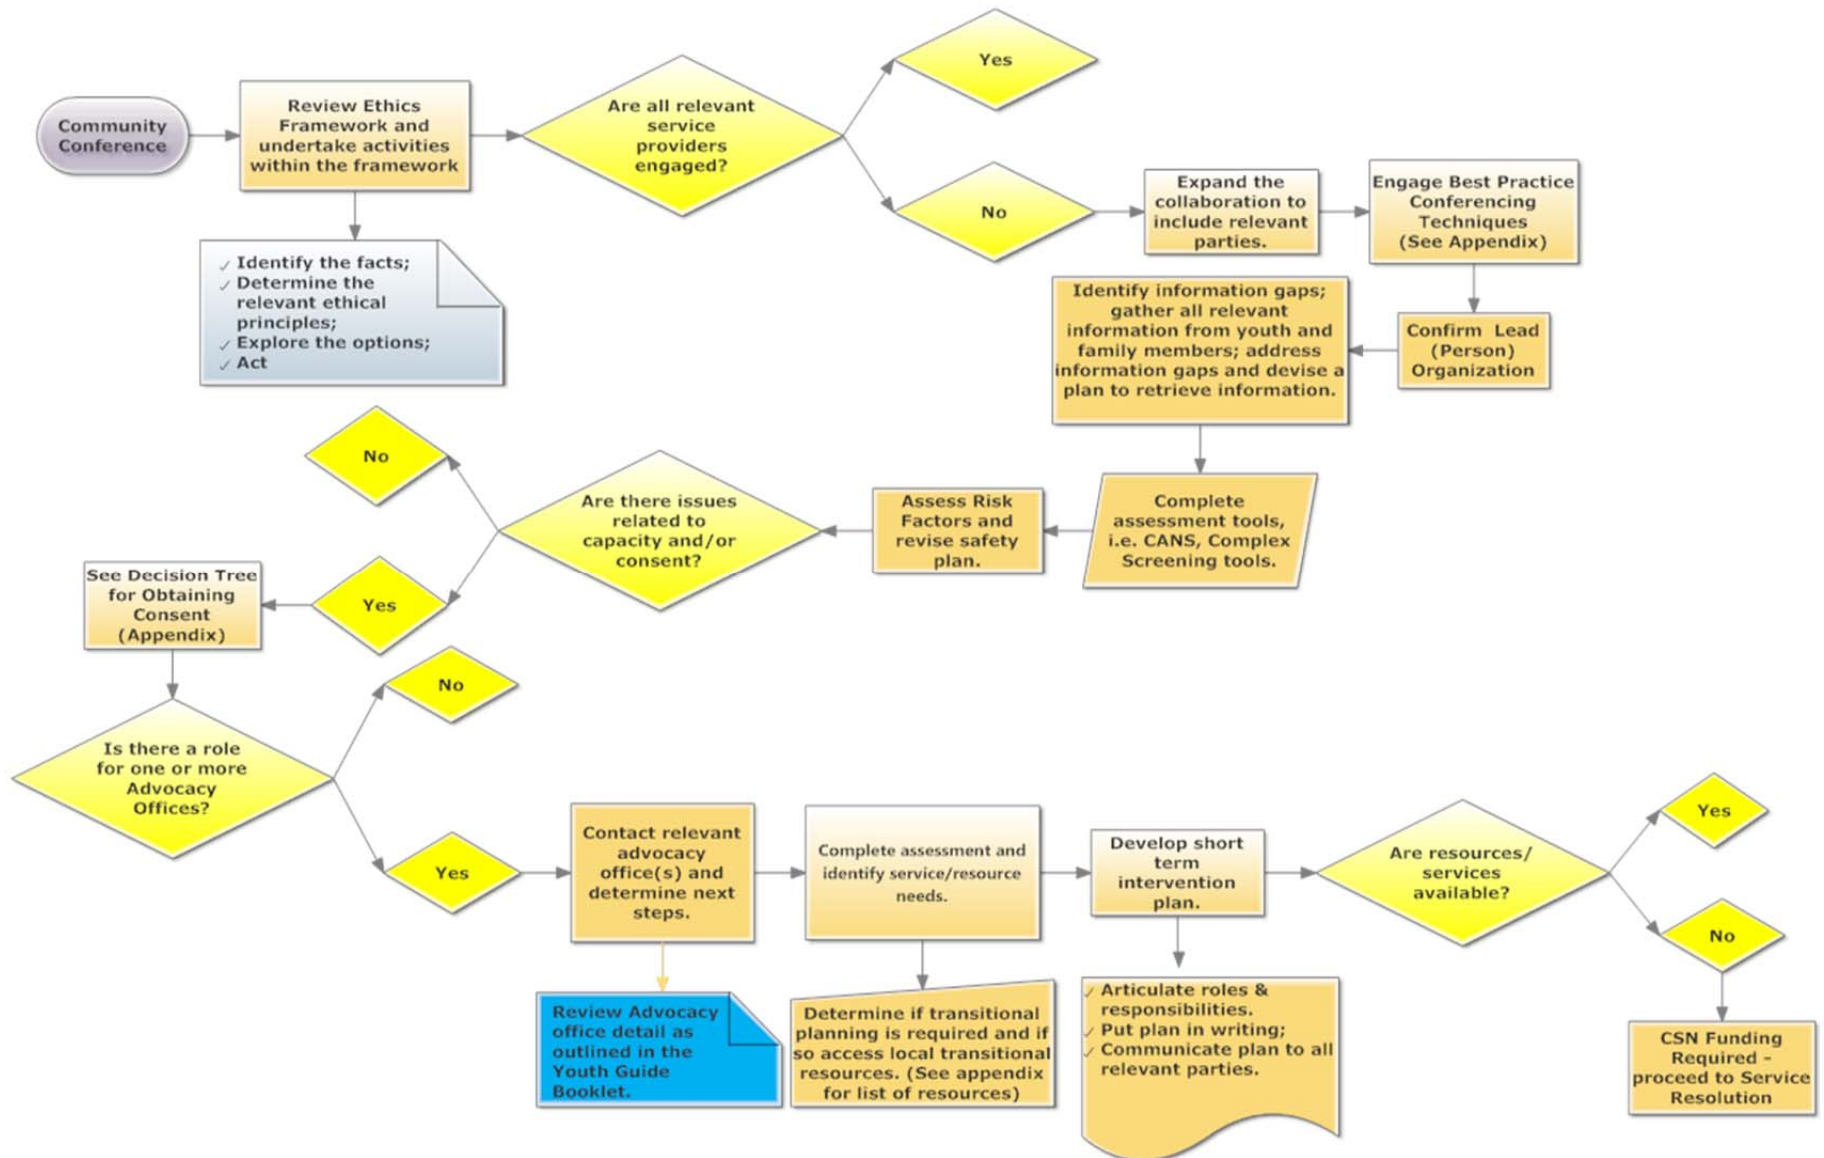 Community
Conference
Review Ethics
Framework and
undertake activities
within the framework
✓ Identify the facts;
✓ Determine the
relevant ethical
principles;
✓ Explore the options;
✓ Act
Are all relevant
service
providers
engaged?
Yes
No
Expand the
collaboration to
include relevant
parties.
Engage Best Practice
Conferencing
Techniques
(See Appendix)
Confirm Lead
(Person)
Organization
Identify information gaps;
gather all relevant
information from youth and
family members; address
information gaps and devise a
plan to retrieve information.
Complete
assessment tools,
i.e. CANS, Complex
Screening tools.
Assess Risk
Factors and
revise safety
plan.
Are there issues
related to
capacity and/or
consent?
No
Yes
See Decision Tree
for Obtaining
Consent
(Appendix)
Is there a role
for one or more
Advocacy
Offices?
No
Yes
Contact relevant
advocacy
office(s) and
determine next
steps.
Review Advocacy
office detail as
outlined in the
Youth Guide
Booklet.
Complete assessment and
identify service/resource
needs.
Determine if transitional
planning is required and if
so access local transitional
resources. (See appendix
for list of resources)
Develop short
term
intervention
plan.
✓ Articulate roles &
responsibilities.
✓ Put plan in writing;
✓ Communicate plan to all
relevant parties.
Are resources/
services
available?
Yes
No
CSN Funding
Required -
proceed to Service
Resolution